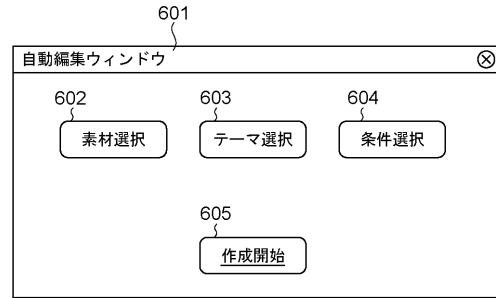 601
自動編集ウィンドウ
602 603 604
素材選択 テーマ選択 条件選択
605
作成開始